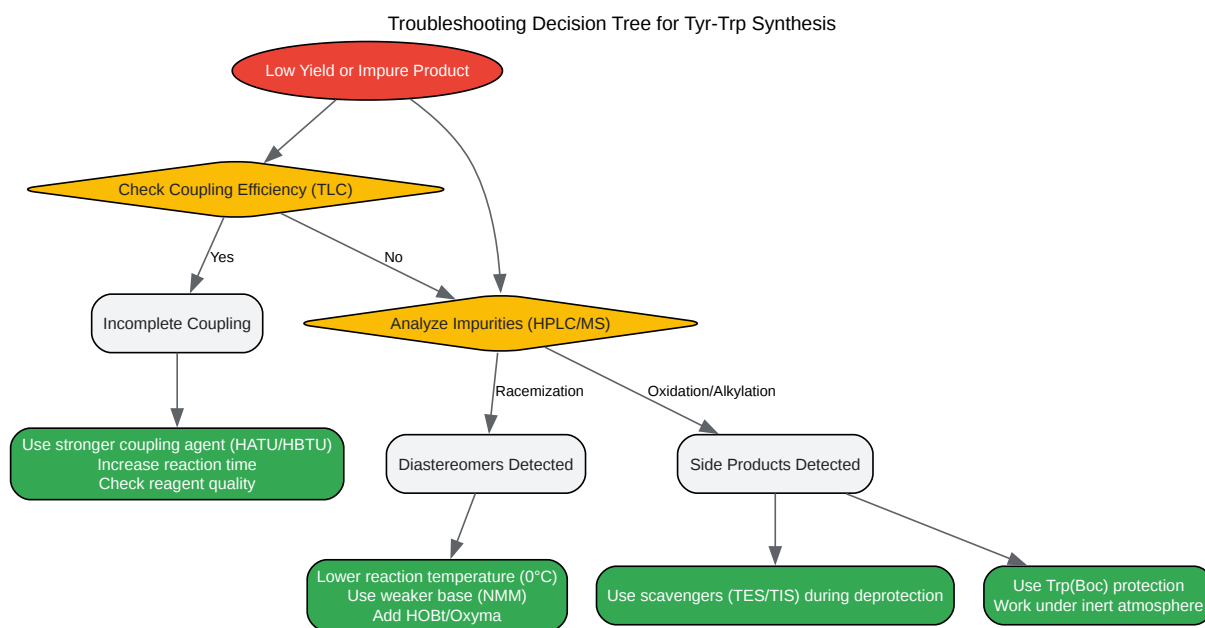 Troubleshooting Decision Tree for Tyr-Trp Synthesis
Low Yield or Impure Product
Check Coupling Efficiency (TLC)
Yes
No
Incomplete Coupling
Analyze Impurities (HPLC/MS)
Racemization
Oxidation/Alkylation
Use stronger coupling agent (HATU/HBTU)
Increase reaction time
Check reagent quality
Diastereomers Detected
Side Products Detected
Lower reaction temperature (0°C)
Use weaker base (NMM)
Add HOBt/Oxyma
Use scavengers (TES/TIS) during deprotection
Use Trp(Boc) protection
Work under inert atmosphere